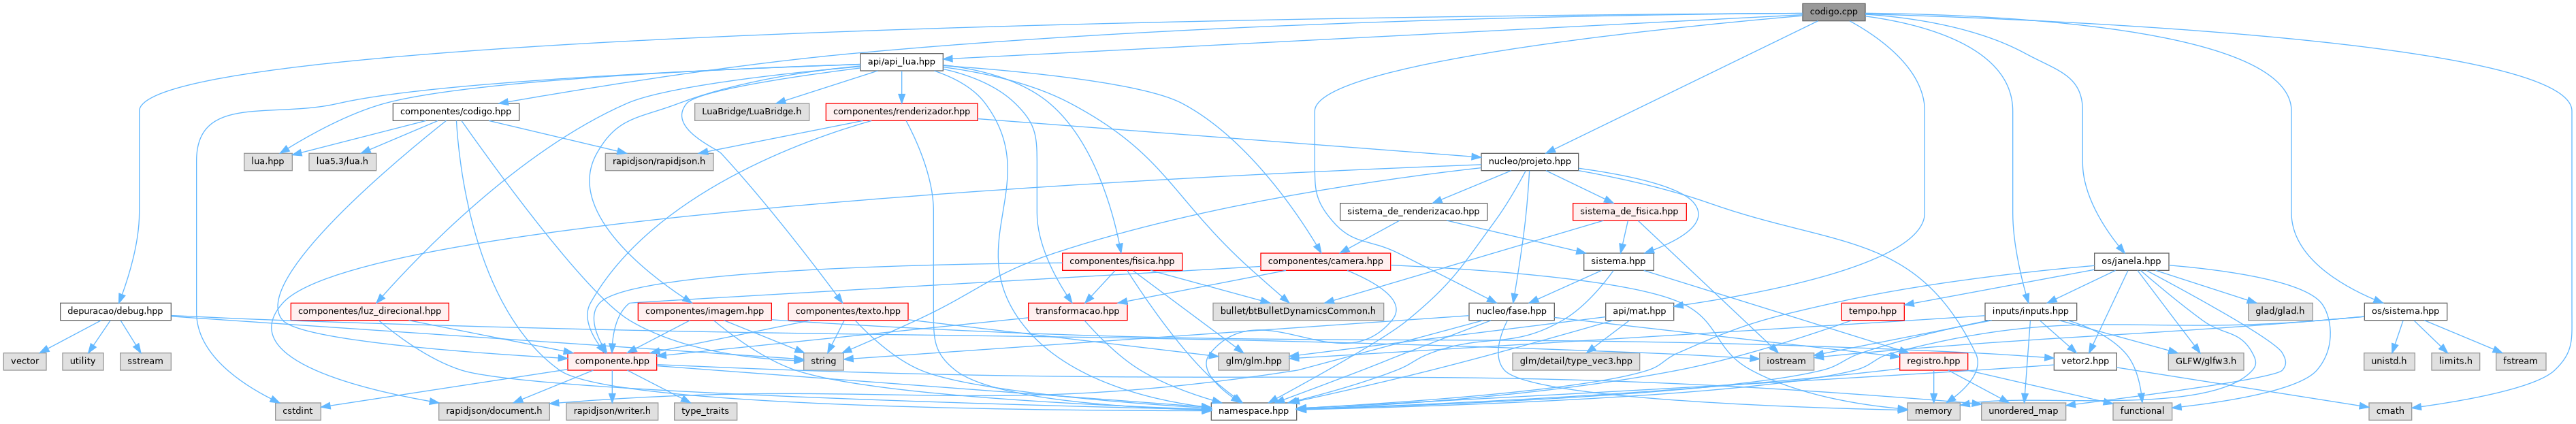 codigo.cpp
api/api_lua.hpp
componentes/codigo.hpp
LuaBridge/LuaBridge.h
componentes/renderizador.hpp
lua.hpp
lua5.3/lua.h
rapidjson/rapidjson.h
nucleo/projeto.hpp
sistema_de_renderizacao.hpp
sistema_de_fisica.hpp
componentes/fisica.hpp
componentes/camera.hpp
sistema.hpp
os/janela.hpp
depuracao/debug.hpp
componentes/luz_direcional.hpp
componentes/imagem.hpp
componentes/texto.hpp
transformacao.hpp
bullet/btBulletDynamicsCommon.h
nucleo/fase.hpp
api/mat.hpp
tempo.hpp
inputs/inputs.hpp
glad/glad.h
os/sistema.hpp
vector
utility
sstream
componente.hpp
string
glm/glm.hpp
glm/detail/type_vec3.hpp
iostream
registro.hpp
vetor2.hpp
GLFW/glfw3.h
unistd.h
limits.h
fstream
cstdint
rapidjson/document.h
rapidjson/writer.h
type_traits
namespace.hpp
memory
unordered_map
functional
cmath